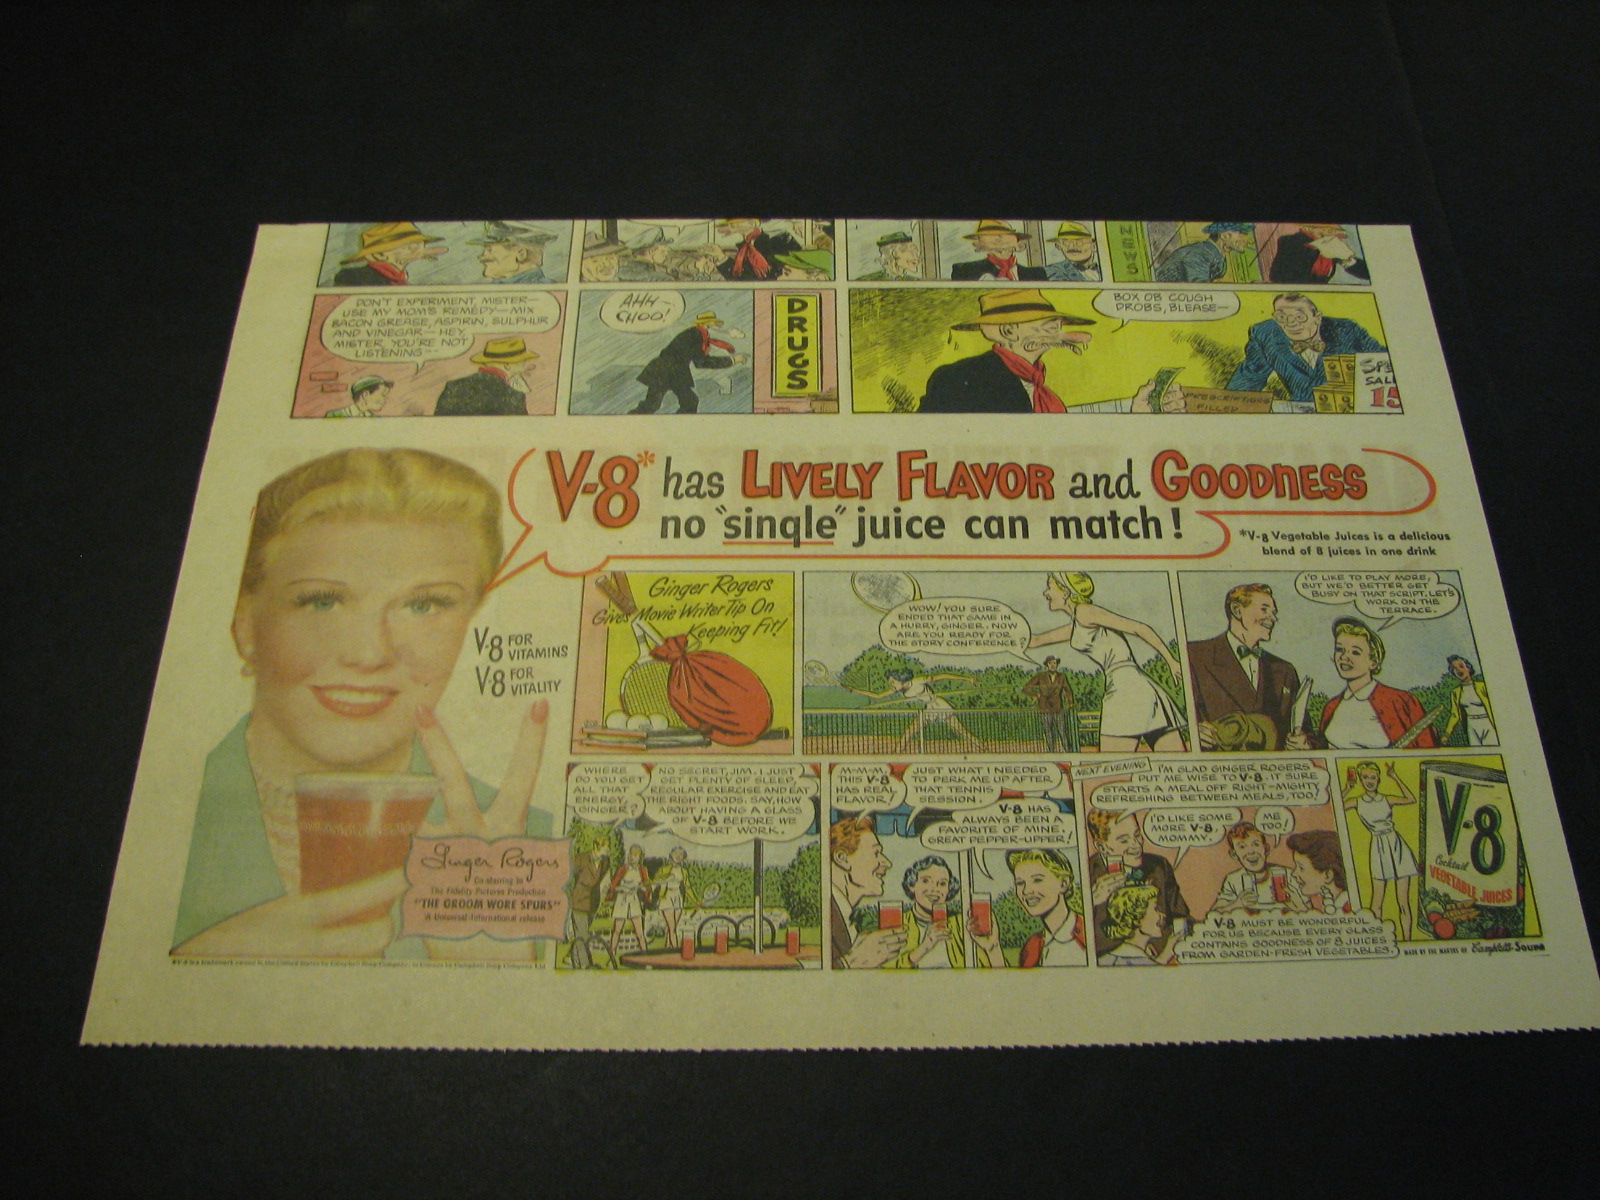 NEWS
DON'T EXPERIMENT, MISTER—
USE MY MOM'S REMEDY—MIX
BACON GREASE, ASPIRIN, SULPHUR
AND VINEGAR—HEY,
MISTER, YOU'RE NOT
LISTENING--
AHH—
CHOO!
DRUGS
BOX OB COUGH
DROBS, BLEASE—
PRESCRIPTIONS
FILLED
SPE
SAL
15
V-8* has LIVELY FLAVOR and GOODNESS
no "single" juice can match!
*V-8 Vegetable Juices is a delicious
blend of 8 juices in one drink
V-8 FOR VITAMINS
V-8 FOR VITALITY
Ginger Rogers
Gives Movie Writer Tip On
Keeping Fit!
WOW! YOU SURE
ENDED THAT GAME IN
A HURRY, GINGER. NOW
ARE YOU READY FOR
THE STORY CONFERENCE?
I'D LIKE TO PLAY MORE,
BUT WE'D BETTER GET
BUSY ON THAT SCRIPT. LET'S
WORK ON THE
TERRACE.
WHERE
DO YOU GET
ALL THAT
ENERGY,
GINGER?
NO SECRET, JIM. I JUST
GET PLENTY OF SLEEP,
REGULAR EXERCISE AND EAT
THE RIGHT FOODS. SAY, HOW
ABOUT HAVING A GLASS
OF V-8 BEFORE WE
START WORK.
M-M-M,
THIS V-8
HAS REAL
FLAVOR!
JUST WHAT I NEEDED
TO PERK ME UP AFTER
THAT TENNIS
SESSION.
V-8 HAS
ALWAYS BEEN A
FAVORITE OF MINE.
GREAT PEPPER-UPPER!
NEXT EVENING
I'M GLAD GINGER ROGERS
PUT ME WISE TO V-8. IT SURE
STARTS A MEAL OFF RIGHT—MIGHTY
REFRESHING BETWEEN MEALS, TOO!
I'D LIKE SOME
MORE V-8,
MOMMY.
ME
TOO!
V-8 MUST BE WONDERFUL
FOR US BECAUSE EVERY GLASS
CONTAINS GOODNESS OF 8 JUICES
FROM GARDEN-FRESH VEGETABLES.
V-8
Cocktail
VEGETABLE JUICES
MADE BY THE MAKERS OF Campbell's SOUPS
Ginger Rogers
Co-starring in
The Fidelity Pictures Production
"THE GROOM WORE SPURS"
A Universal-International release